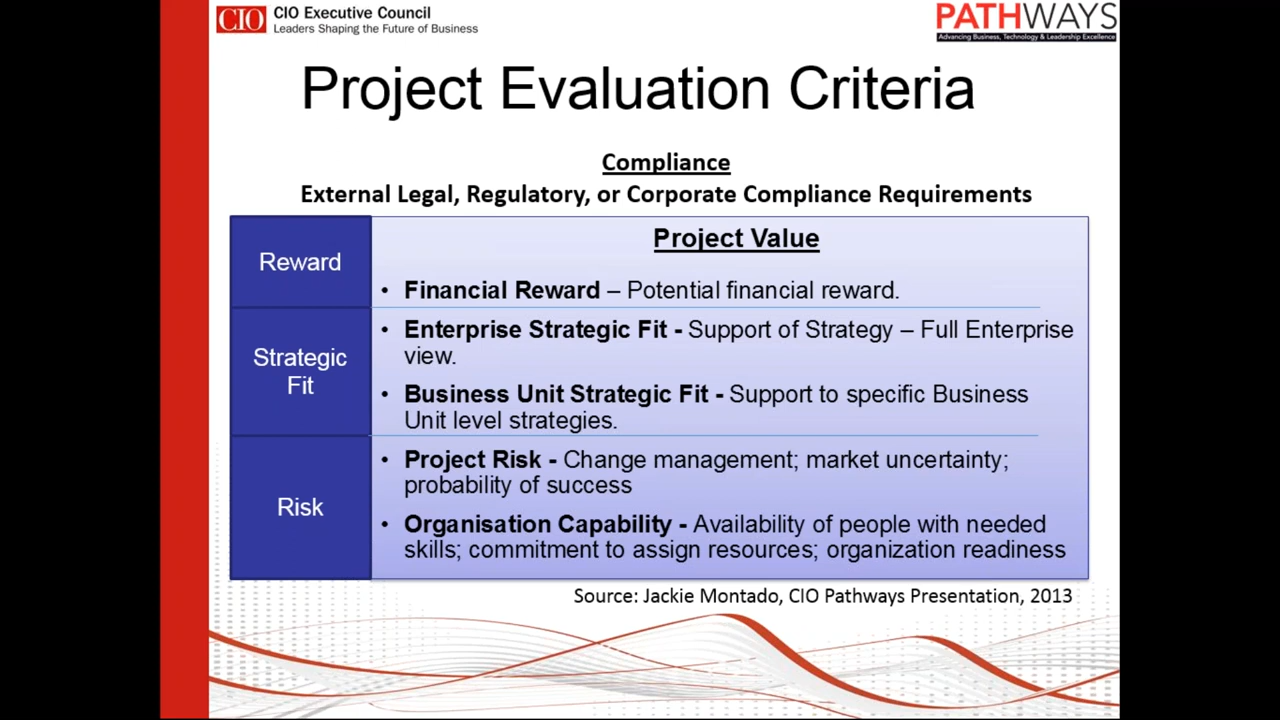 CIO
CIO Executive Council
Leaders Shaping the Future of Business
PATHWAYS
Advancing Business, Technology & Leadership Excellence
Project Evaluation Criteria
Compliance
External Legal, Regulatory, or Corporate Compliance Requirements
Reward
Project Value
• Financial Reward – Potential financial reward.
Strategic
Fit
• Enterprise Strategic Fit - Support of Strategy – Full Enterprise
view.
• Business Unit Strategic Fit - Support to specific Business
Unit level strategies.
Risk
• Project Risk - Change management; market uncertainty;
probability of success
• Organisation Capability - Availability of people with needed
skills; commitment to assign resources; organization readiness
Source: Jackie Montado, CIO Pathways Presentation, 2013